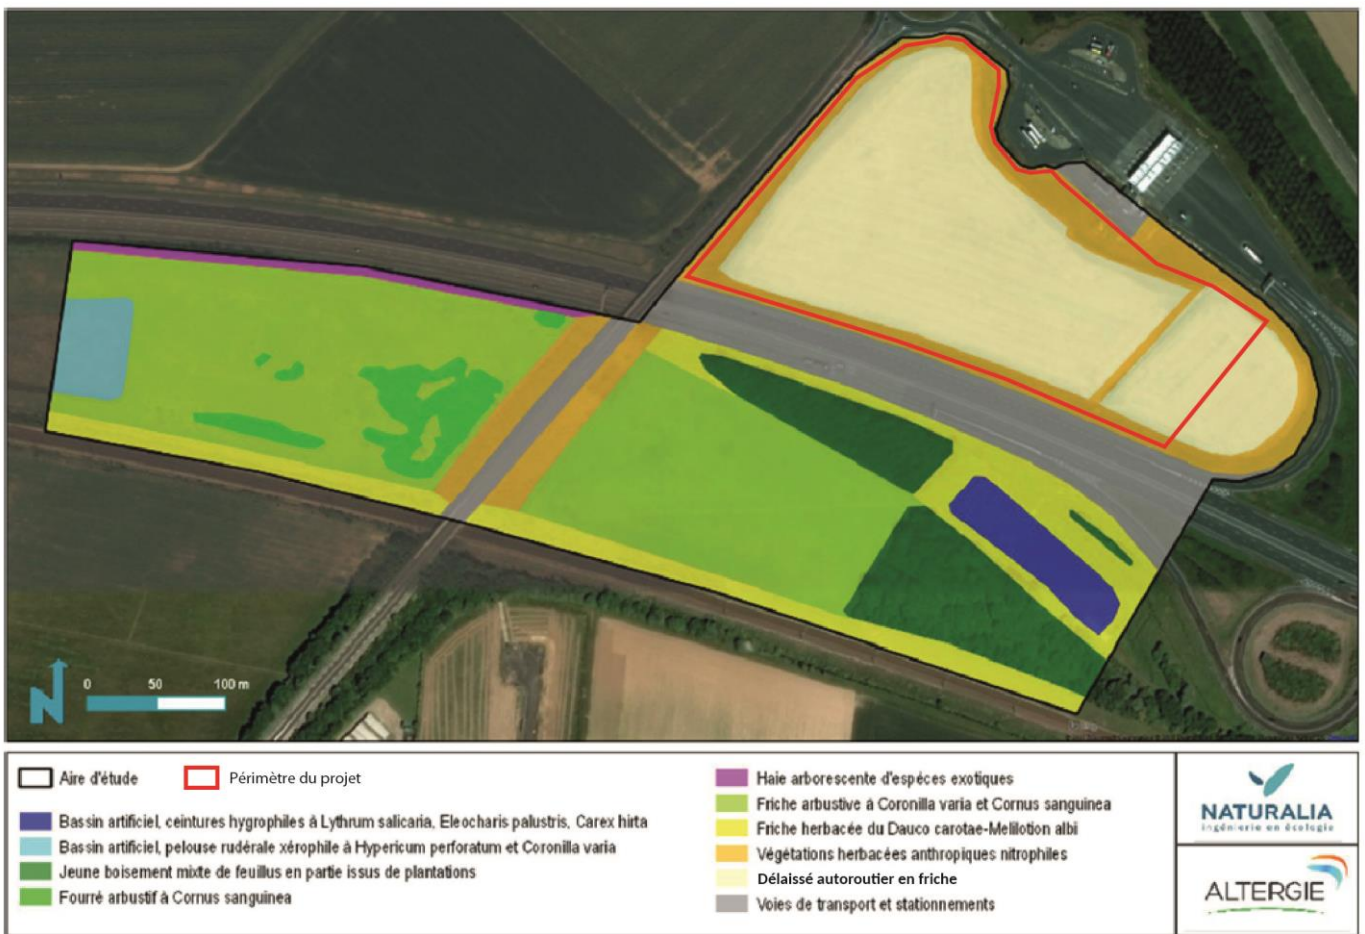 N
0 50 100 m
Aire d'étude
Périmètre du projet
Bassin artificiel, ceintures hygrophiles à Lythrum salicaria, Eleocharis palustris, Carex hirta
Bassin artificiel, pelouse rudérale xérophile à Hypericum perforatum et Coronilla varia
Jeune boisement mixte de feuillus en partie issus de plantations
Fourré arbustif à Cornus sanguinea
Haie arborescente d'espéces exotiques
Friche arbustive à Coronilla varia et Cornus sanguinea
Friche herbacée du Dauco carotae-Melilotion albi
Végétations herbacées anthropiques nitrophiles
Délaissé autoroutier en friche
Voies de transport et stationnements
NATURALIA
ingénierie en écologie
ALTERGIE